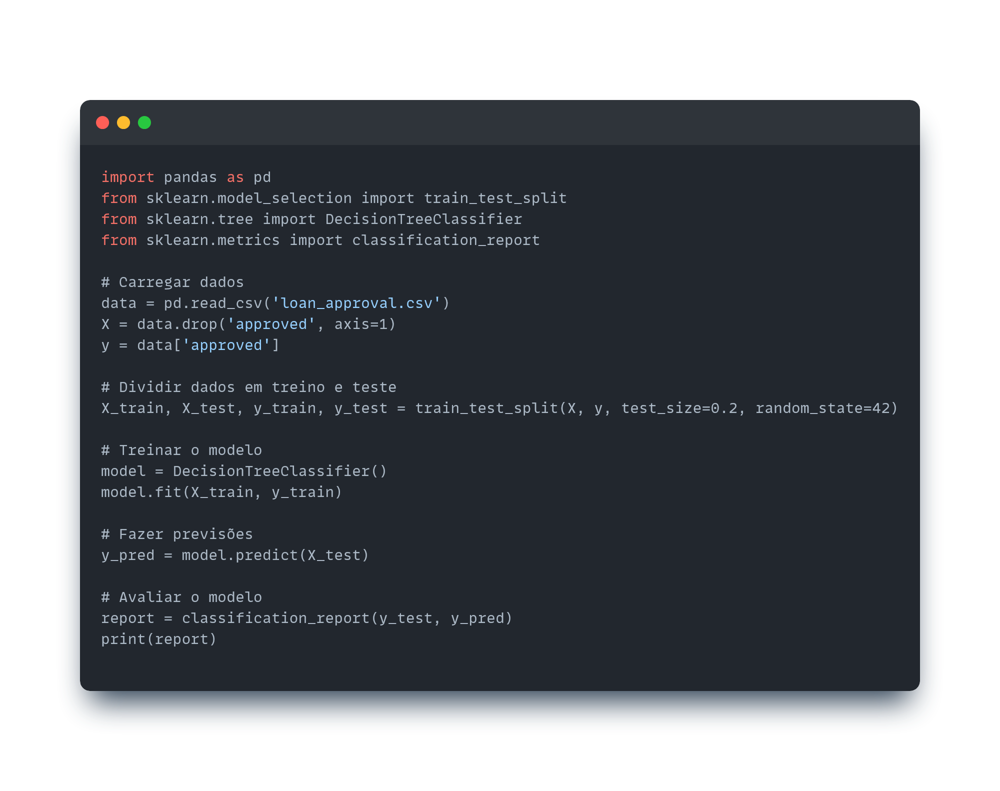 import pandas as pd
from sklearn.model_selection import train_test_split
from sklearn.tree import DecisionTreeClassifier
from sklearn.metrics import classification_report

# Carregar dados
data = pd.read_csv('loan_approval.csv')
X = data.drop('approved', axis=1)
y = data['approved']

# Dividir dados em treino e teste
X_train, X_test, y_train, y_test = train_test_split(X, y, test_size=0.2, random_state=42)

# Treinar o modelo
model = DecisionTreeClassifier()
model.fit(X_train, y_train)

# Fazer previsões
y_pred = model.predict(X_test)

# Avaliar o modelo
report = classification_report(y_test, y_pred)
print(report)